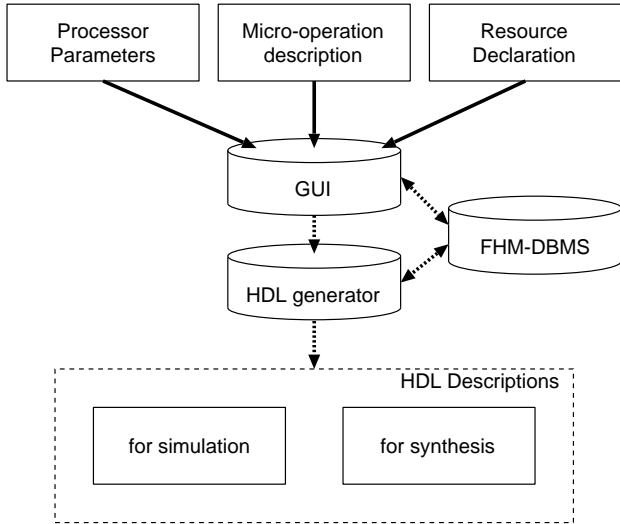 Processor
Parameters
Micro-operation
description
Resource
Declaration
GUI
FHM-DBMS
HDL generator
HDL Descriptions
for simulation
for synthesis